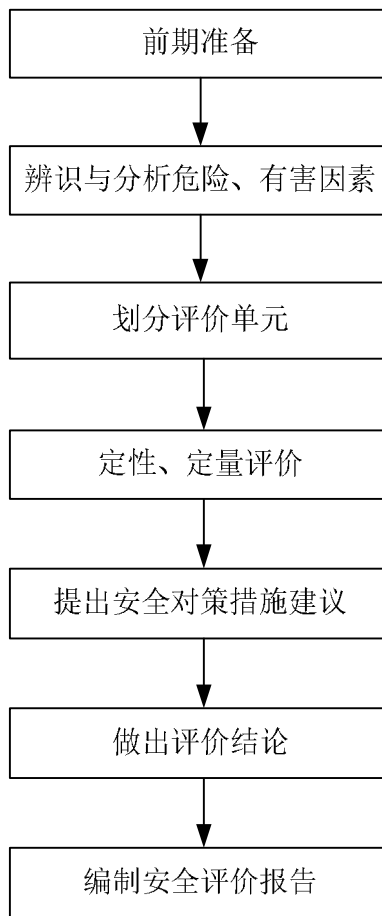 前期准备
辨识与分析危险、有害因素
划分评价单元
定性、定量评价
提出安全对策措施建议
做出评价结论
编制安全评价报告